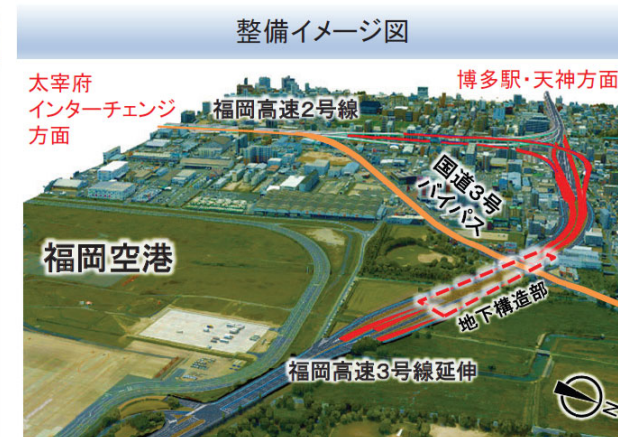 整備イメージ図
太宰府
インターチェンジ
方面
福岡高速2号線
博多駅・天神方面
国道3号
バイパス
福岡空港
地下構造部
福岡高速3号線延伸
N